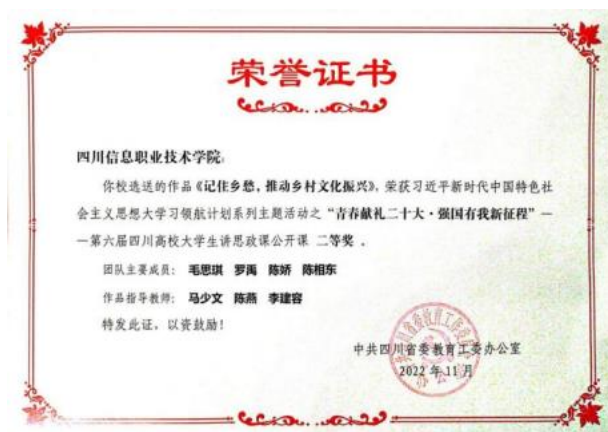 荣誉证书
四川信息职业技术学院:
你校选送的作品《记住乡愁，推动乡村文化振兴》，荣获习近平新时代中国特色社
会主义思想大学习领航计划系列主题活动之“青春献礼二十大·强国有我新征程”—
—第六届四川高校大学生讲思政课公开课 二等奖 。
团队主要成员： 毛思琪 罗禹 陈娇 陈相东
作品指导教师： 马少文 陈燕 李建容
特发此证，以资鼓励！
中共四川省委教育工委办公室
2022年11月